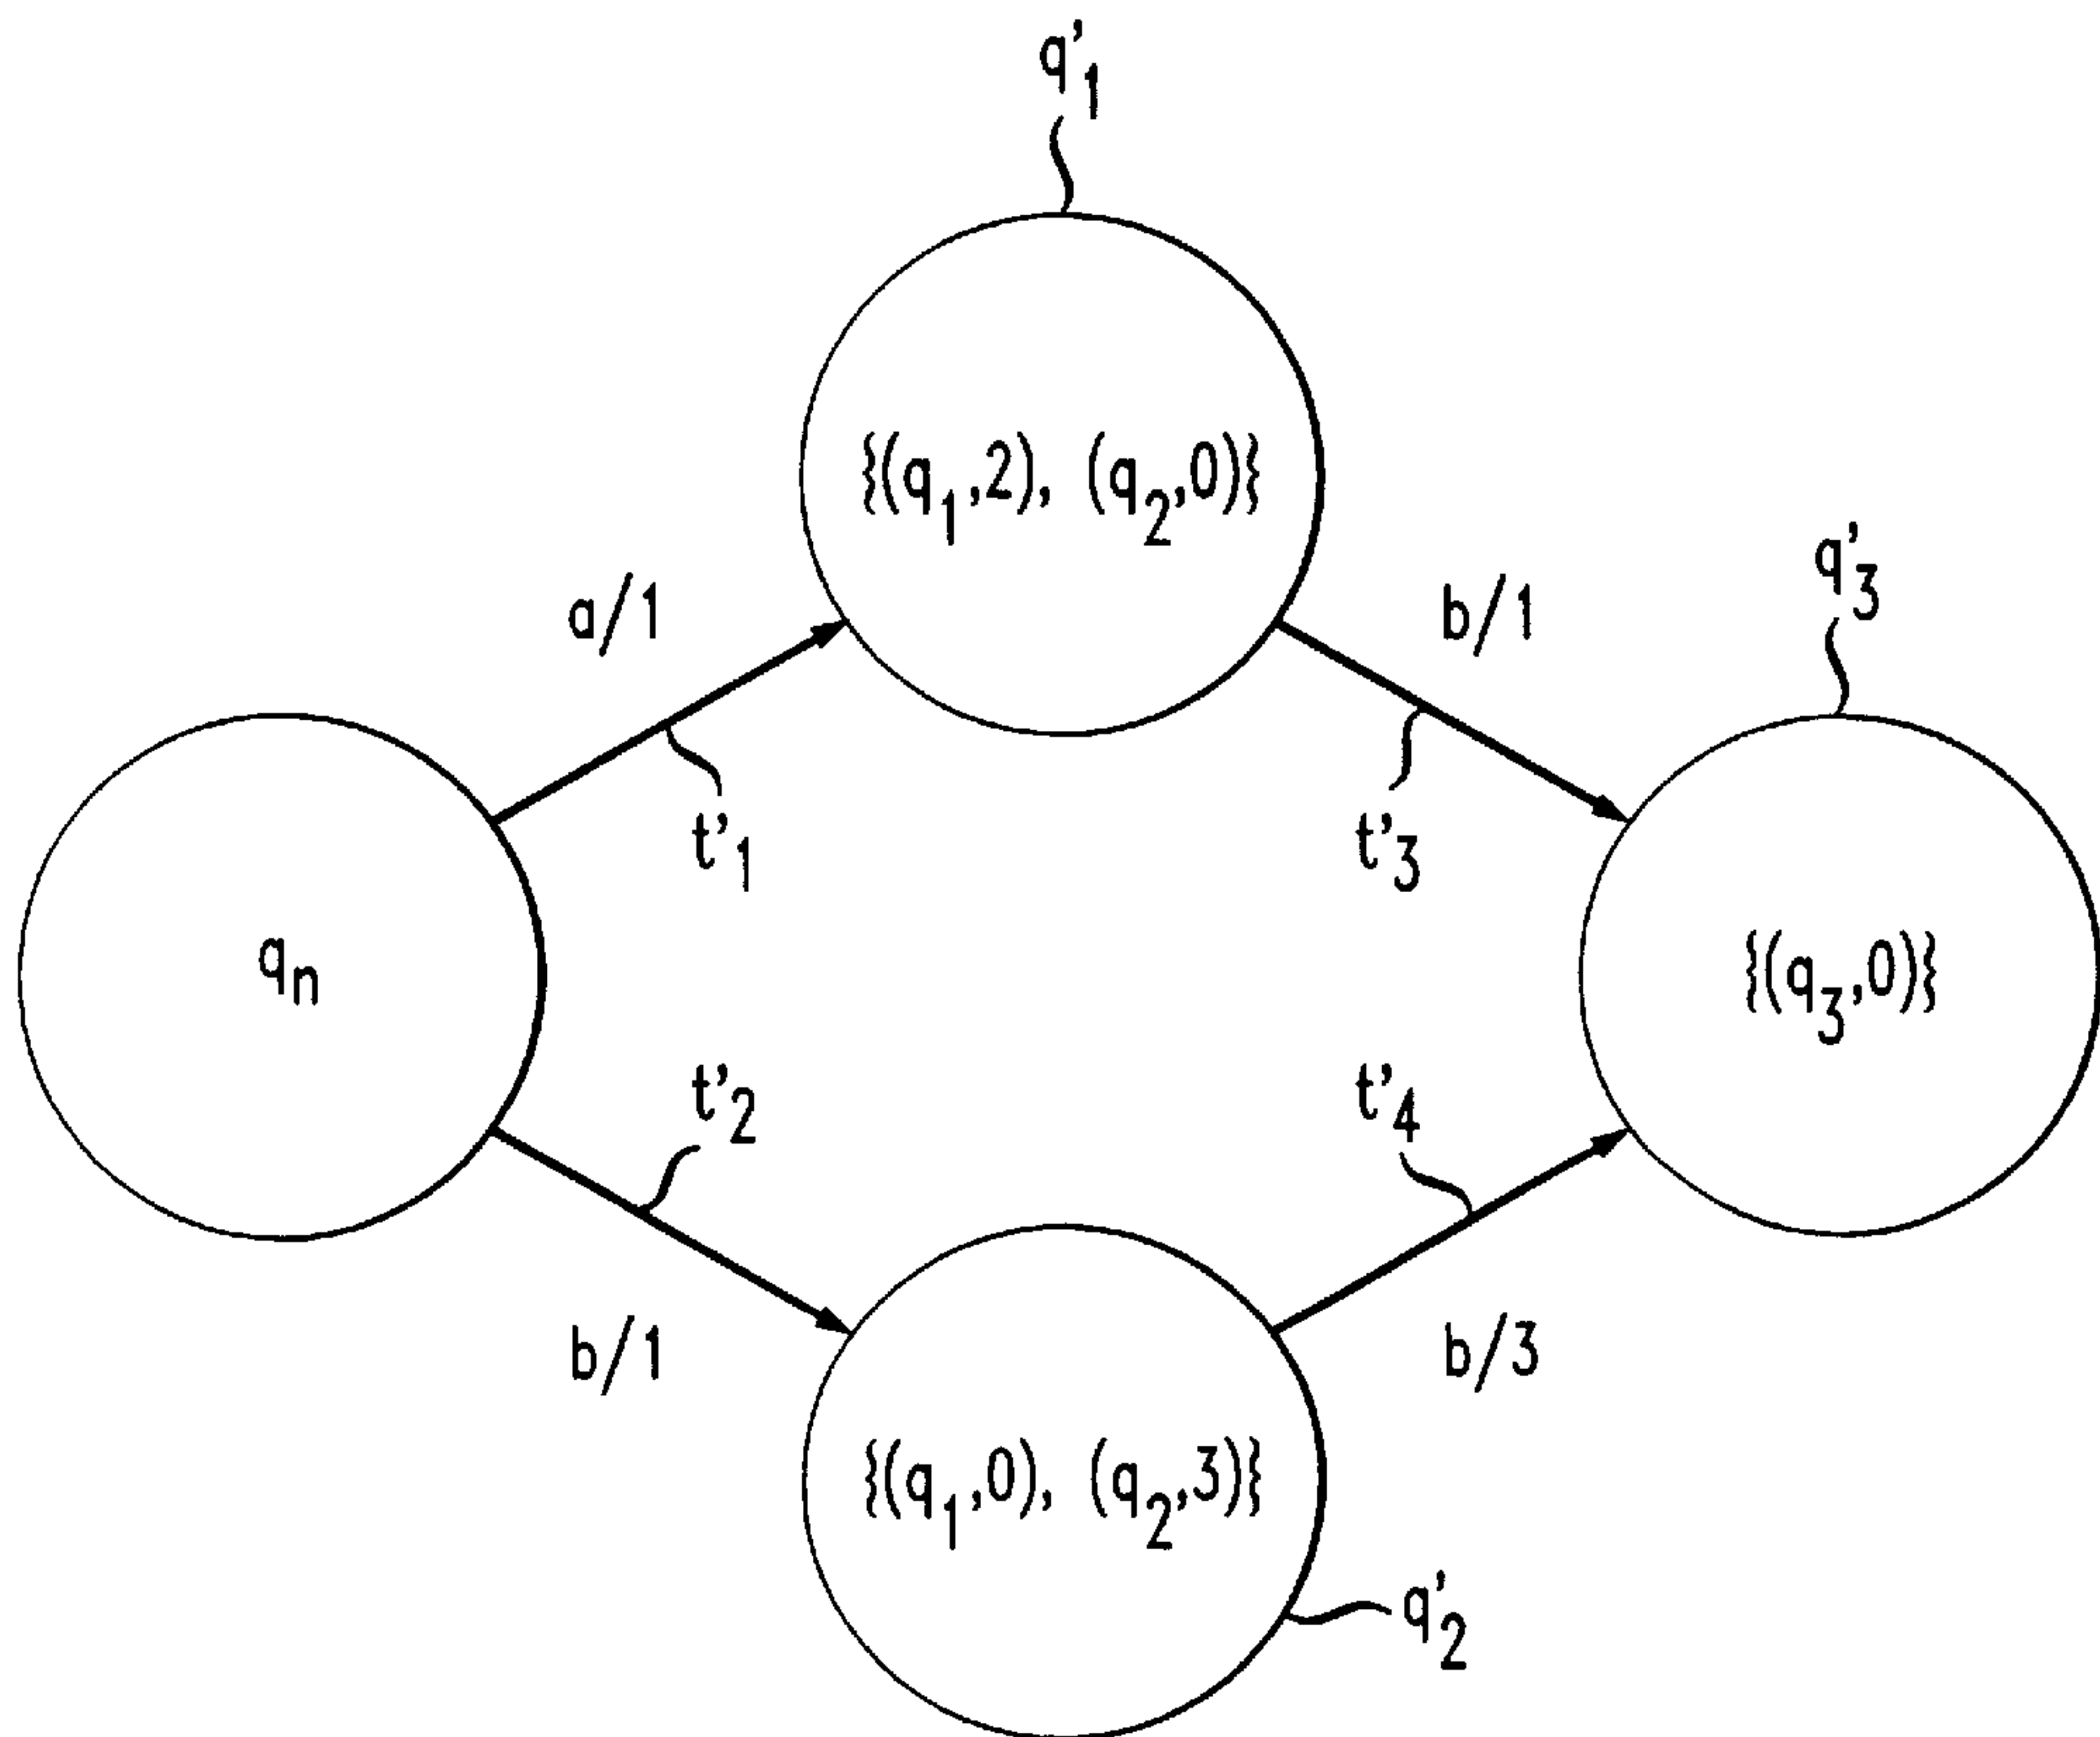 q'1
{(q1,2), (q2,0)}
q'3
a/1
b/1
t'1
t'3
qn
{(q3,0)}
t'2
t'4
b/1
b/3
{(q1,0), (q2,3)}
q'2